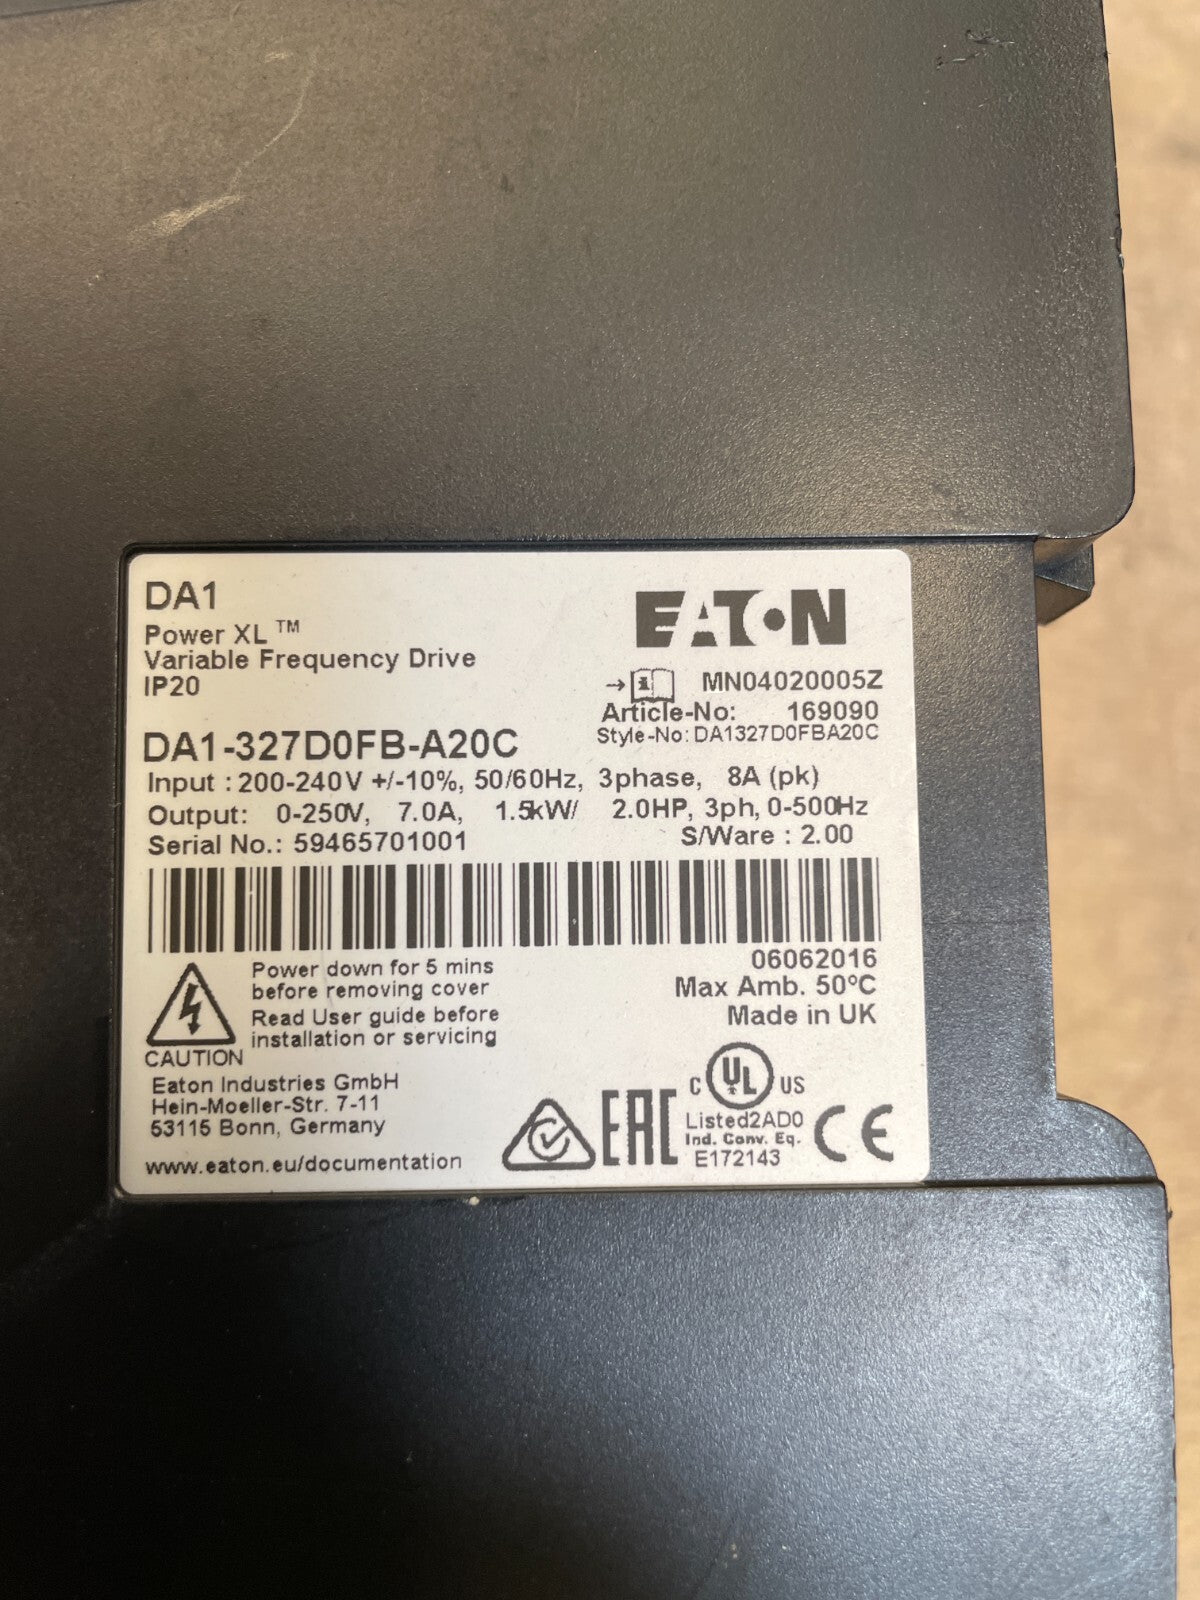 DA1
Power XL™
Variable Frequency Drive
IP20
EATON
MN04020005Z
Article-No: 169090
Style-No: DA1327D0FBA20C
DA1-327D0FB-A20C
Input : 200-240V +/-10%, 50/60Hz, 3phase, 8A (pk)
Output: 0-250V, 7.0A, 1.5kW/ 2.0HP, 3ph, 0-500Hz
Serial No.: 59465701001 S/Ware : 2.00
06062016
Max Amb. 50°C
Made in UK
Power down for 5 mins
before removing cover
Read User guide before
installation or servicing
CAUTION
Eaton Industries GmbH
Hein-Moeller-Str. 7-11
53115 Bonn, Germany
www.eaton.eu/documentation
EAC
C UL US
Listed2AD0
Ind. Conv. Eq.
E172143
CE